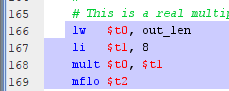 165 # This is a real multip
166 lw $t0, out_len
167 li $t1, 8
168 mult $t0, $t1
169 mflo $t2